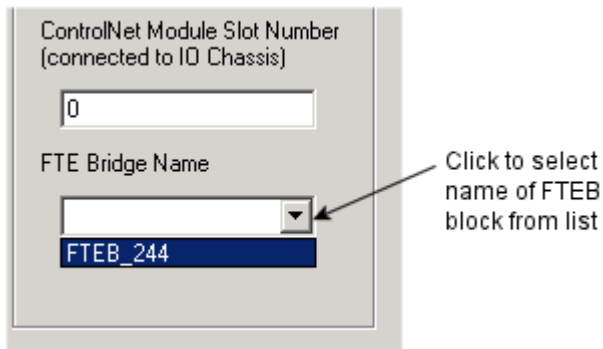 ControlNet Module Slot Number
(connected to IO Chassis)
0
FTE Bridge Name
Click to select
name of FTEB
block from list
FTEB_244